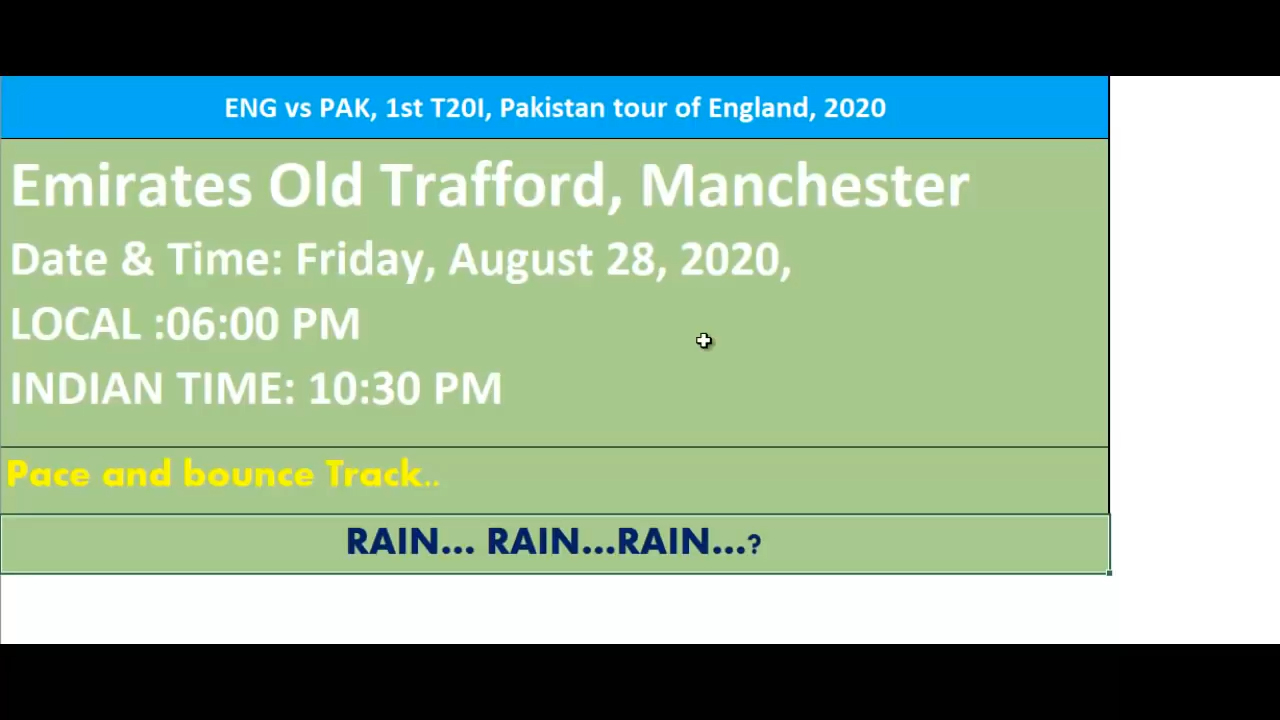 ENG vs PAK, 1st T20I, Pakistan tour of England, 2020
Emirates Old Trafford, Manchester
Date & Time: Friday, August 28, 2020,
LOCAL :06:00 PM
INDIAN TIME: 10:30 PM
Pace and bounce Track..
RAIN... RAIN...RAIN...?